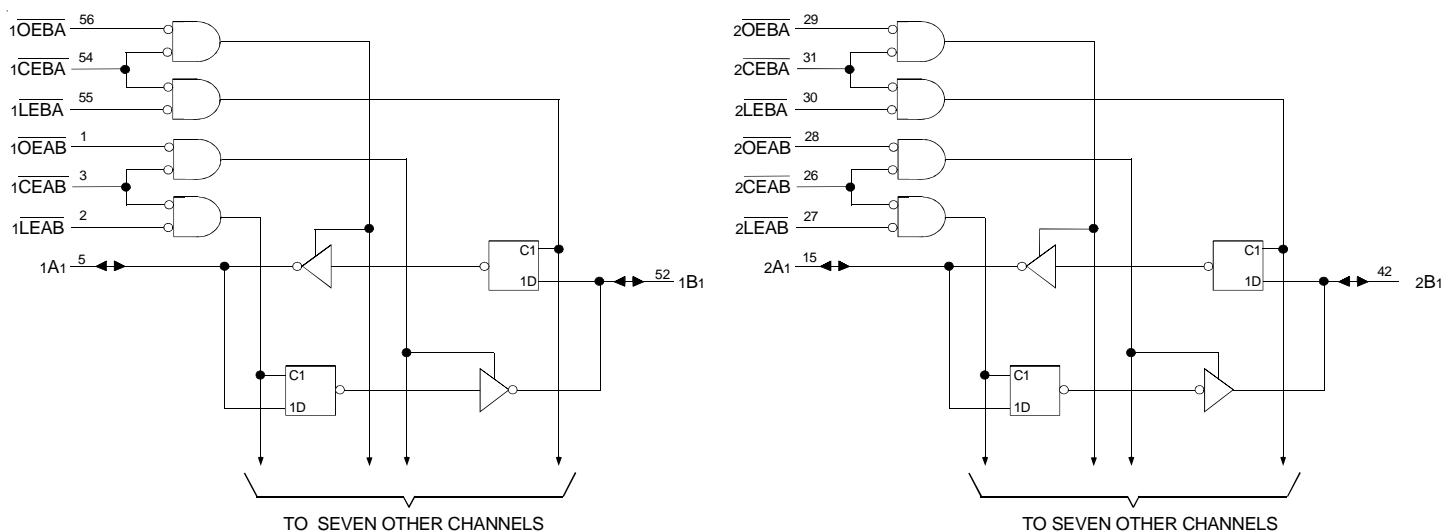 1OEBA 56
1CEBA 54
1LEBA 55
1OEAB 1
1CEAB 3
1LEAB 2
1A1 5
C1
1D
52 1B1
C1
1D
TO SEVEN OTHER CHANNELS
2OEBA 29
2CEBA 31
2LEBA 30
2OEAB 28
2CEAB 26
2LEAB 27
2A1 15
C1
1D
42 2B1
C1
1D
TO SEVEN OTHER CHANNELS